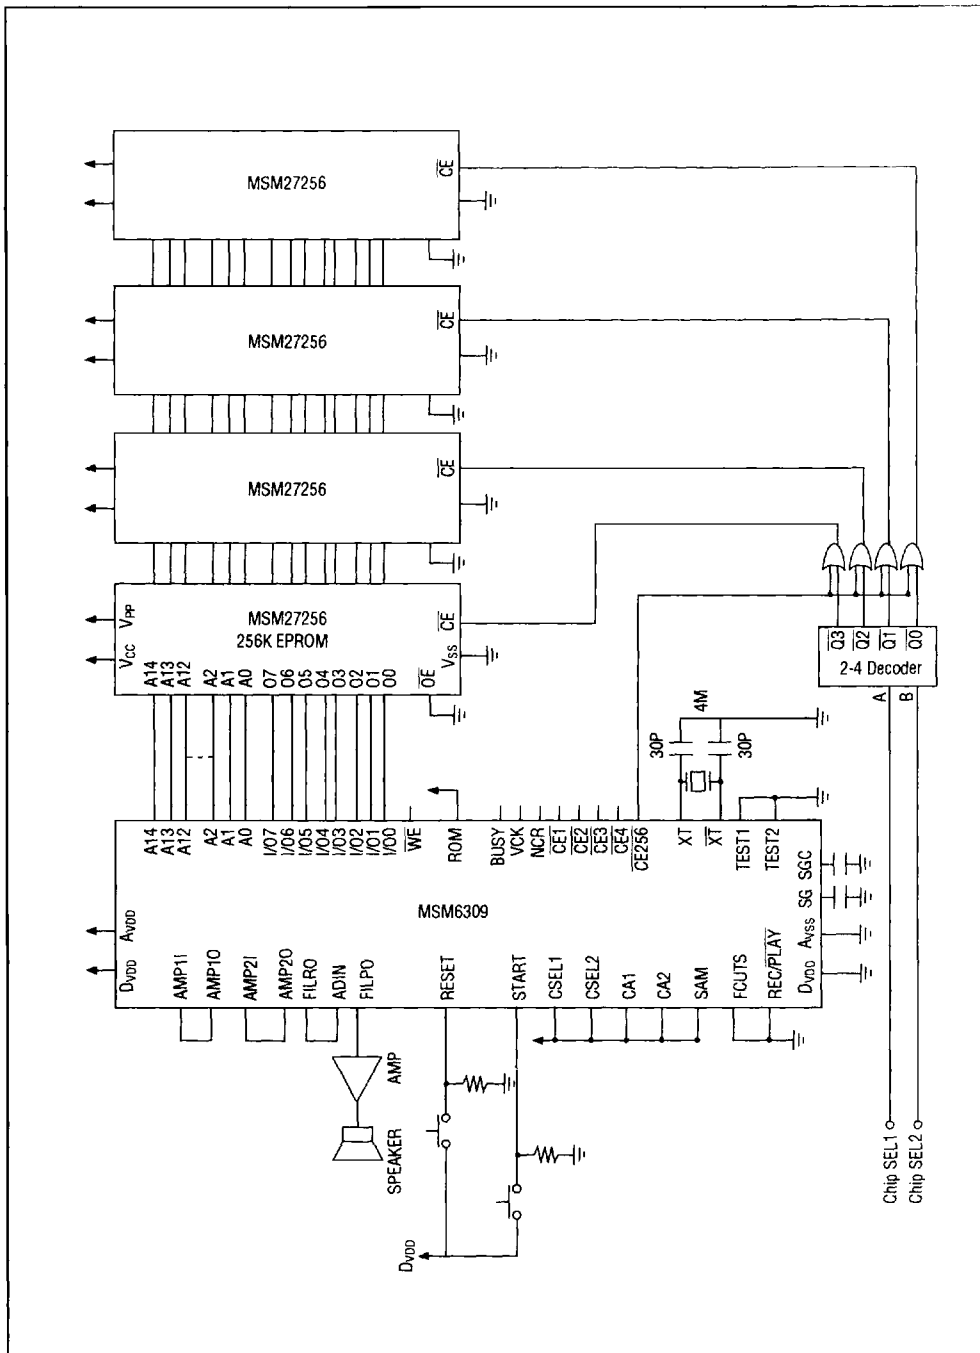 MSM27256
CE
MSM27256
CE
MSM27256
CE
VCC
VPP
MSM27256
256K EPROM
A14
A13
A12
A2
A1
A0
O7
O6
O5
O4
O3
O2
O1
O0
OE
VSS
CE
A14
A13
A12
A2
A1
A0
I/O7
I/O6
I/O5
I/O4
I/O3
I/O2
I/O1
I/O0
WE
ROM
BUSY
VCK
NCR
CE1
CE2
CE3
CE4
CE256
XT
XT
TEST1
TEST2
MSM6309
DVDD
AVDD
AMP1I
AMP1O
AMP2I
AMP2O
FILRO
ADIN
FILPO
RESET
START
CSEL1
CSEL2
CA1
CA2
SAM
FCUTS
REC/PLAY
DVDD
AVSS
SG
SGC
30P
4M
30P
Q3
Q2
Q1
Q0
2-4 Decoder
A
B
AMP
SPEAKER
DVDD
Chip SEL1
Chip SEL2